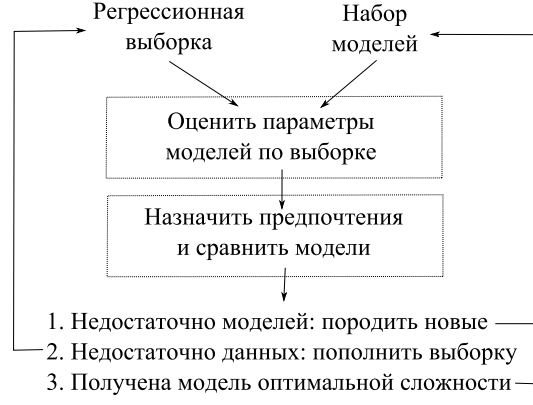 Регрессионная
выборка
Набор
моделей
Оценить параметры
моделей по выборке
Назначить предпочтения
и сравнить модели
1. Недостаточно моделей: породить новые
2. Недостаточно данных: пополнить выборку
3. Получена модель оптимальной сложности